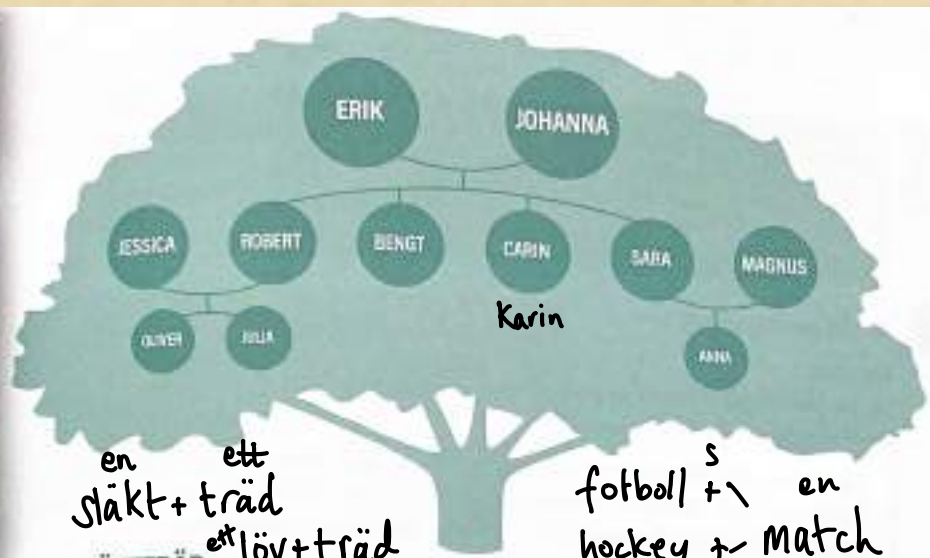 ERIK
JOHANNA
JESSICA
ROBERT
BENGT
CARIN
SARA
MAGNUS
Karin
OLIVER
JULIA
ANNA
en ett
släkt + träd
ett löv + träd
s
fotboll + en
hockey + match